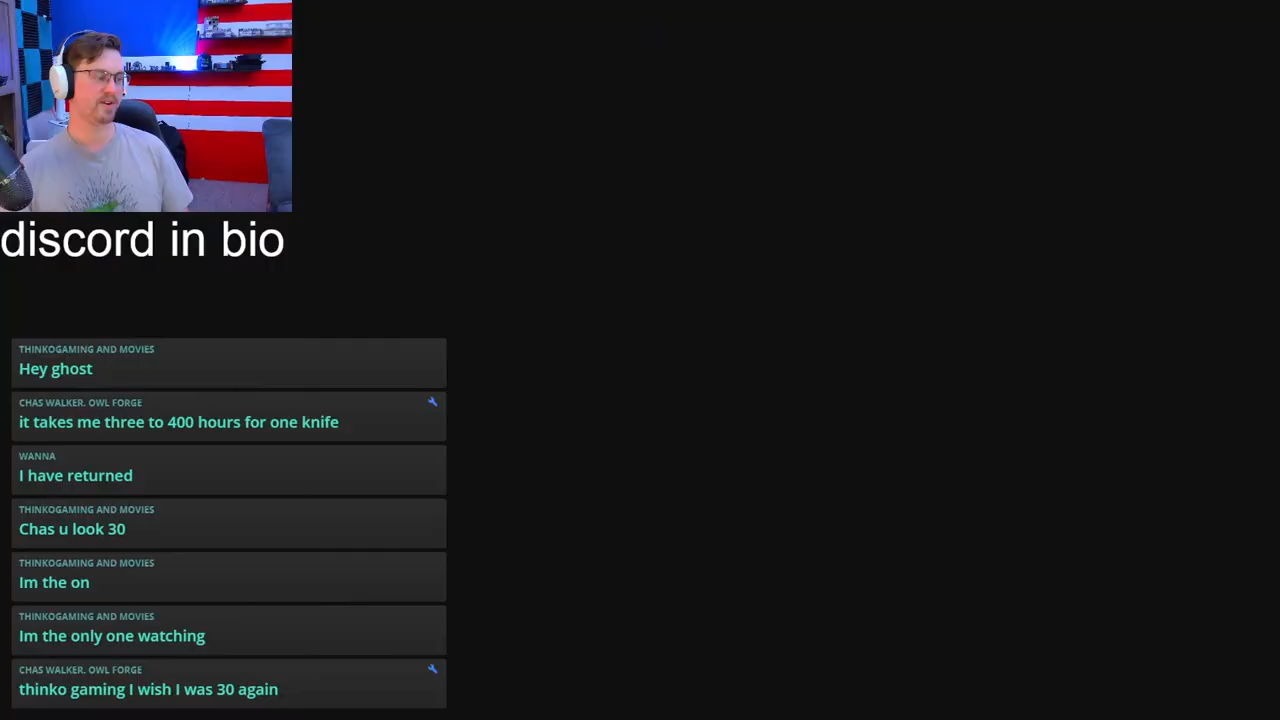 discord in bio
THINKOGAMING AND MOVIES
Hey ghost
CHAS WALKER. OWL FORGE
it takes me three to 400 hours for one knife
WANNA
I have returned
THINKOGAMING AND MOVIES
Chas u look 30
THINKOGAMING AND MOVIES
Im the on
THINKOGAMING AND MOVIES
Im the only one watching
CHAS WALKER. OWL FORGE
thinko gaming I wish I was 30 again